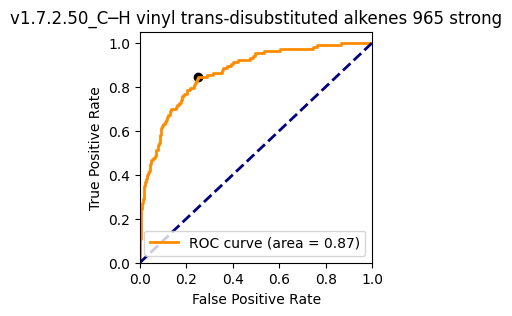 v1.7.2.50_C─H vinyl trans-disubstituted alkenes 965 strong
1.0
0.8
0.6
0.4
0.2
0.0
True Positive Rate
ROC curve (area = 0.87)
0.0 0.2 0.4 0.6 0.8 1.0
False Positive Rate